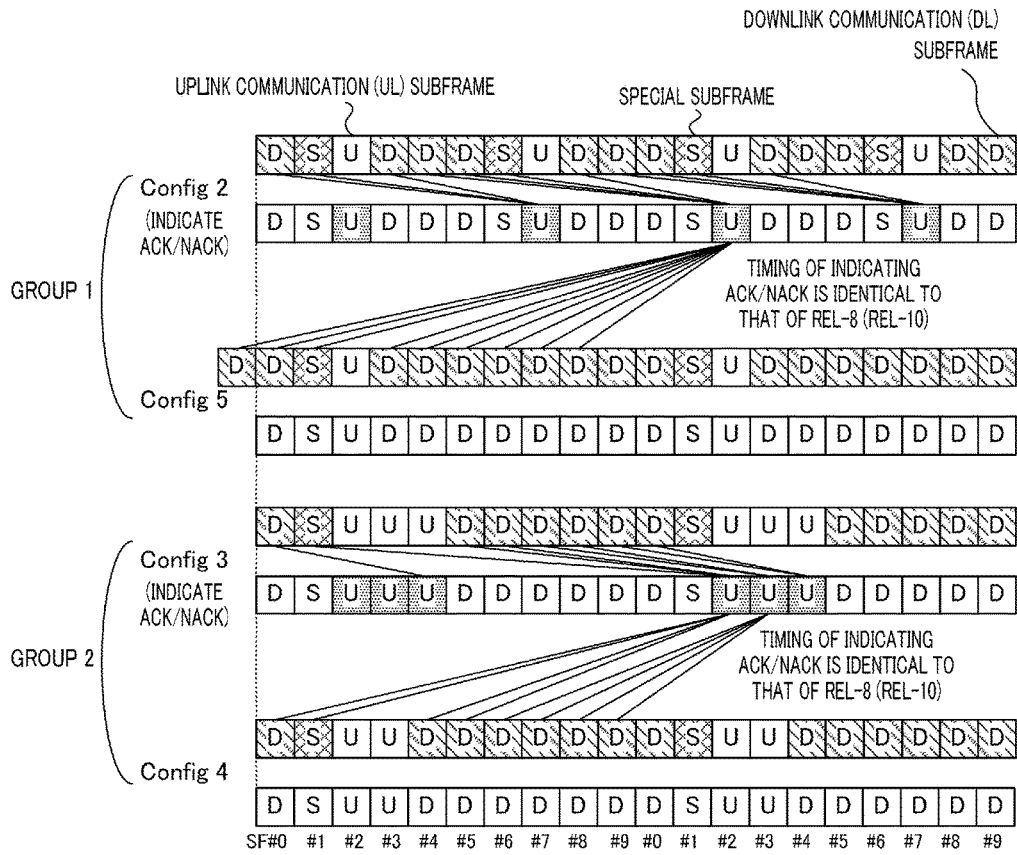 DOWNLINK COMMUNICATION (DL)
SUBFRAME
UPLINK COMMUNICATION (UL) SUBFRAME
SPECIAL SUBFRAME
D S U D D D S U D D D S U D D D S U D D
GROUP 1
Config 2
(INDICATE
ACK/NACK)
D S U D D D S U D D D S U D D D S U D D
TIMING OF INDICATING
ACK/NACK IS IDENTICAL TO
THAT OF REL-8 (REL-10)
D D S U D D D D D D D D S U D D D D D D D
Config 5
D S U D D D D D D D D S U D D D D D D D
D S U U U D D D D D D S U U U D D D D D
GROUP 2
Config 3
(INDICATE
ACK/NACK)
D S U U U D D D D D D S U U U D D D D D
TIMING OF INDICATING
ACK/NACK IS IDENTICAL TO
THAT OF REL-8 (REL-10)
D S U U D D D D D D D S U U D D D D D D
Config 4
D S U U D D D D D D D S U U D D D D D D
SF#0 #1 #2 #3 #4 #5 #6 #7 #8 #9 #0 #1 #2 #3 #4 #5 #6 #7 #8 #9